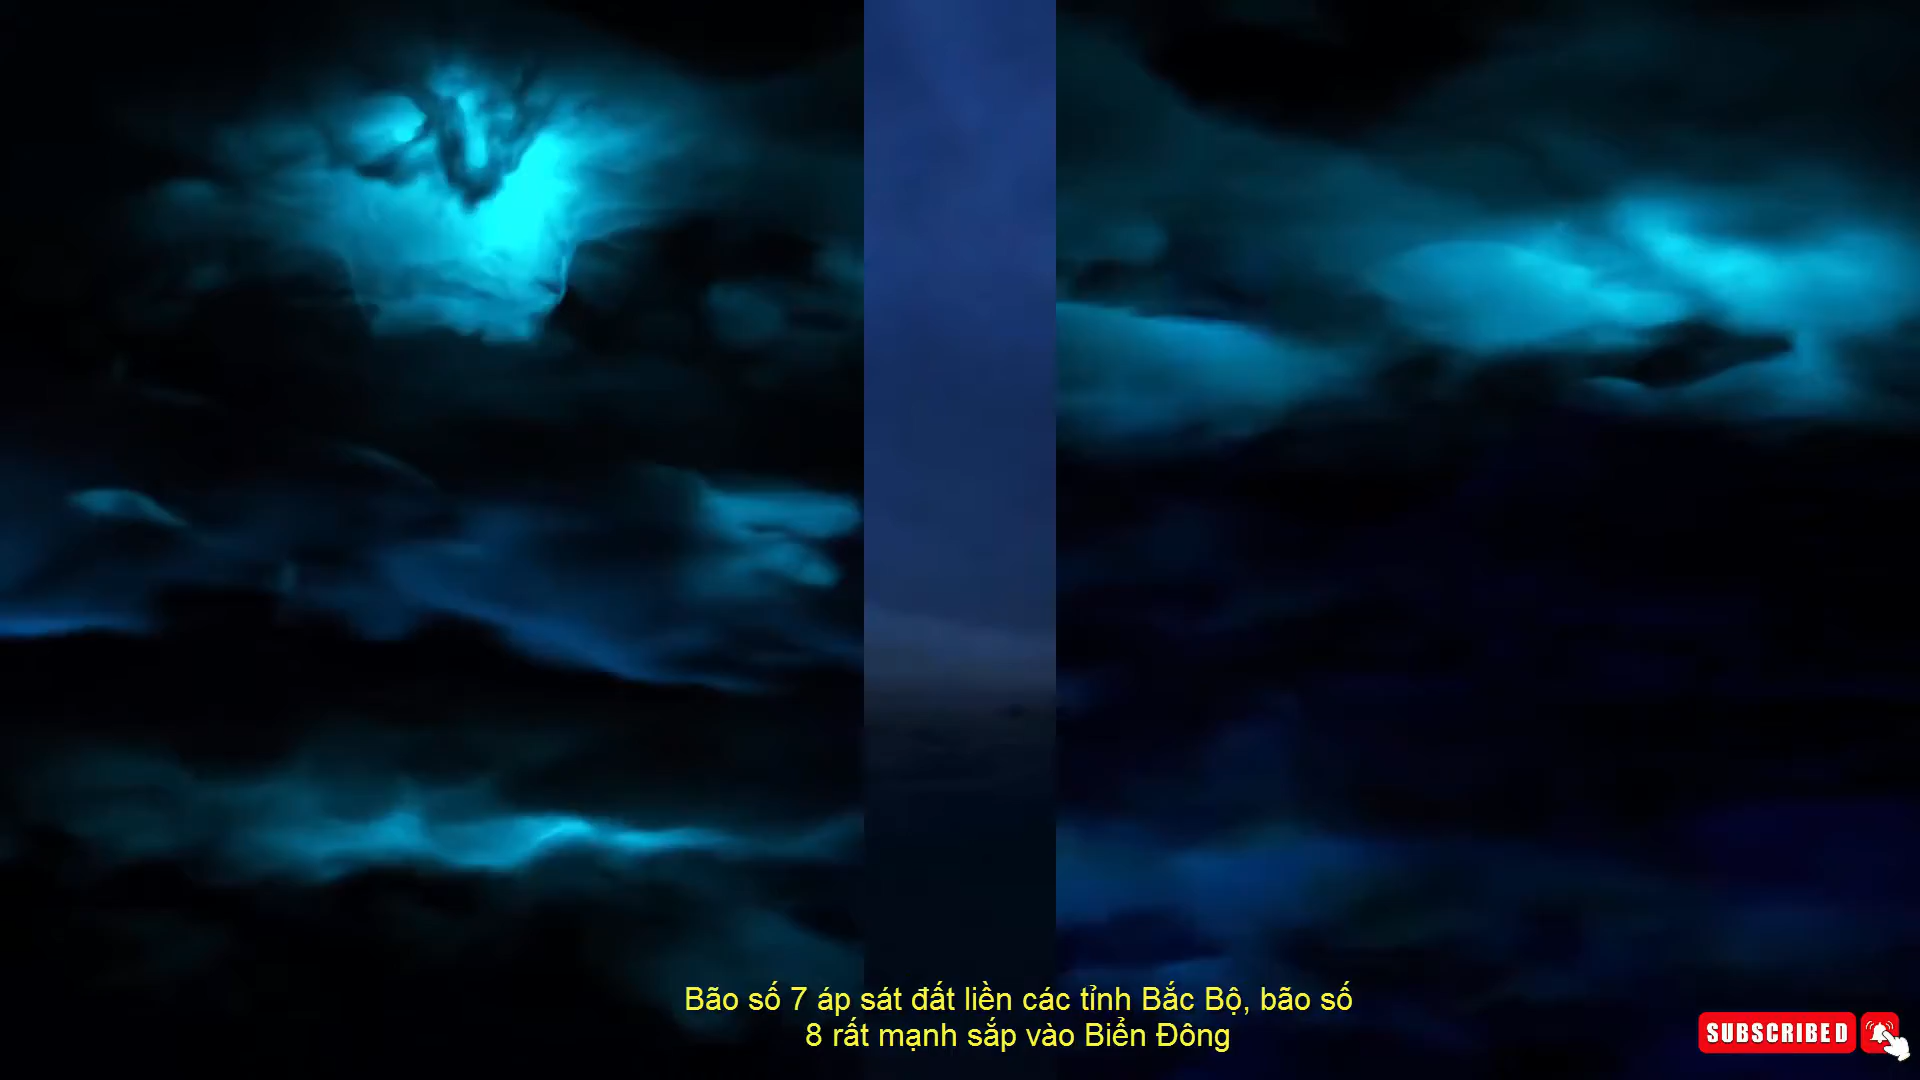 Bão số 7 áp sát đất liền các tỉnh Bắc Bộ, bão số
8 rất mạnh sắp vào Biển Đông
SUBSCRIBED